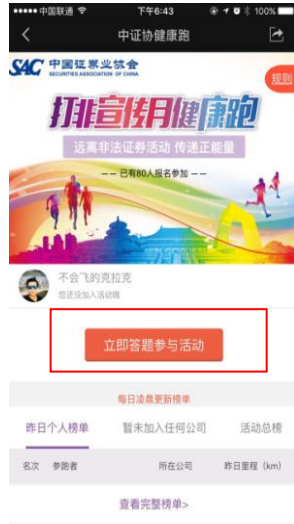 中国联通 下午6:43 100%
中证协健康跑
SAC 中国证券业协会
SECURITIES ASSOCIATION OF CHINA
规则
打非宣传月健康跑
远离非法证券活动 传递正能量
—— 已有80人报名参加 ——
不会飞的克拉克
您还没加入活动哦
立即答题参与活动
每日凌晨更新榜单
昨日个人榜单 暂未加入任何公司 活动总榜
名次 参跑者 所在公司 昨日里程（km）
查看完整榜单>